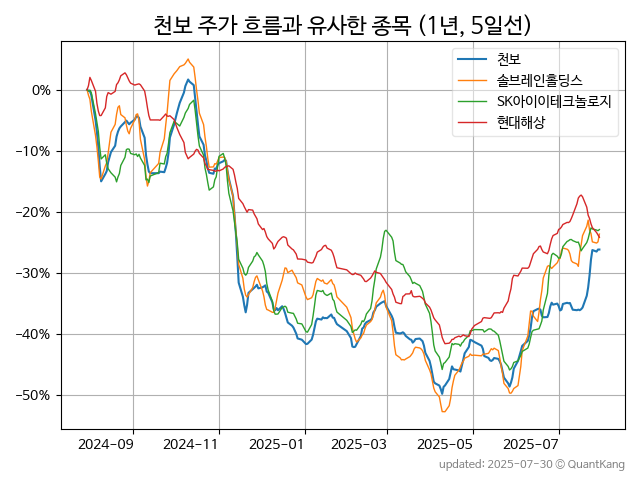 천보 주가 흐름과 유사한 종목 (1년, 5일선)
천보
솔브레인홀딩스
SK아이이테크놀로지
현대해상
0%
−10%
−20%
−30%
−40%
−50%
2024-09 2024-11 2025-01 2025-03 2025-05 2025-07
updated: 2025-07-30 © QuantKang